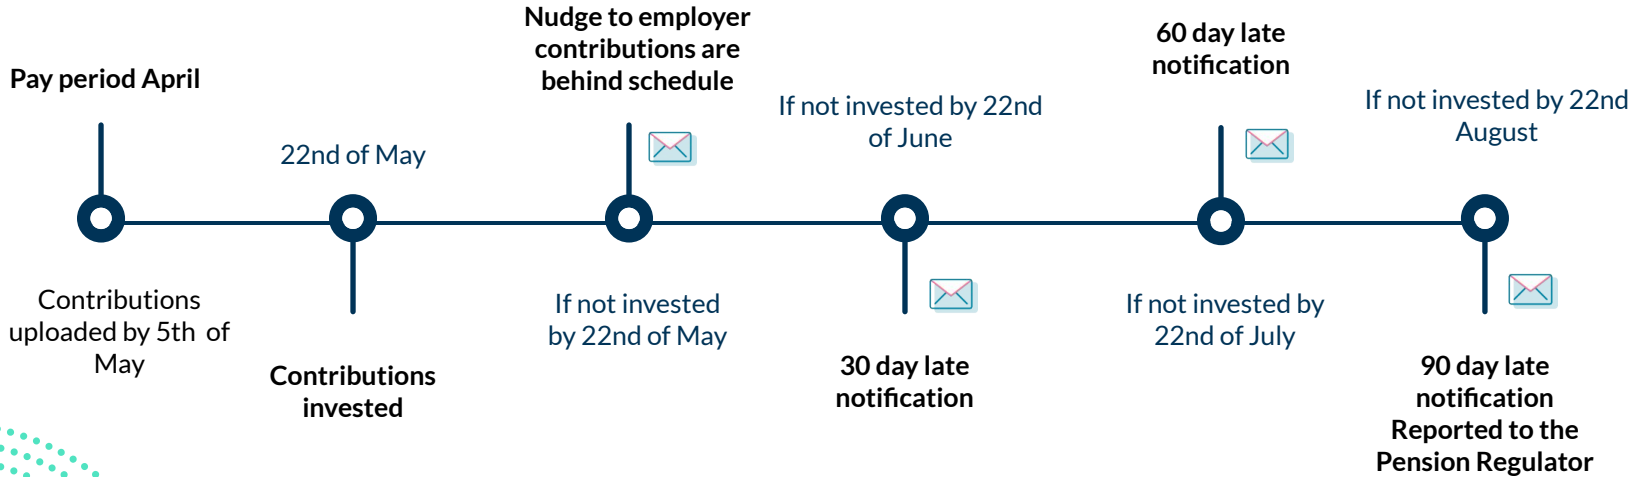 Pay period April
Contributions
uploaded by 5th of
May
22nd of May
Contributions
invested
Nudge to employer
contributions are
behind schedule
If not invested
by 22nd of May
If not invested by 22nd
of June
30 day late
notification
60 day late
notification
If not invested by
22nd of July
If not invested by 22nd
August
90 day late
notification
Reported to the
Pension Regulator